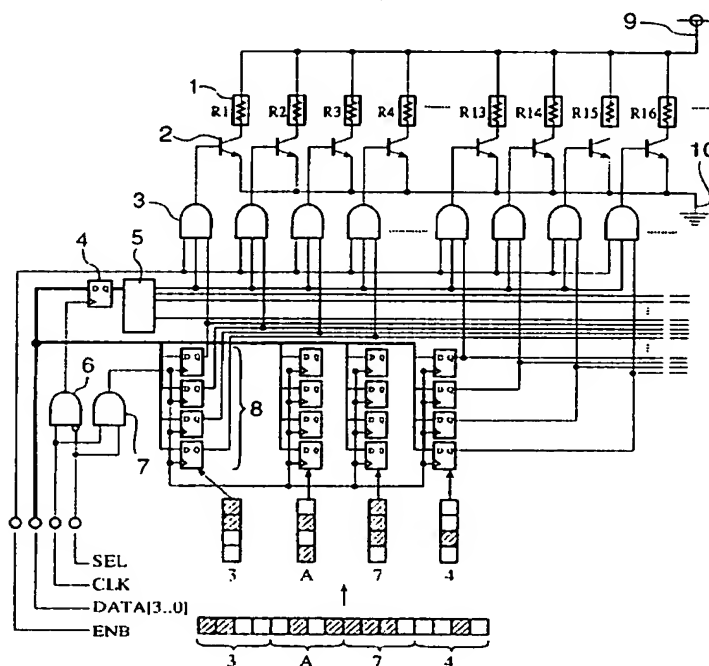 9
1
R1 R2 R3 R4 R13 R14 R15 R16
2
10
3
4 5
D Q
6
7
8
D Q D Q D Q D Q
D Q D Q D Q D Q
D Q D Q D Q D Q
D Q D Q D Q D Q
3 A 7 4
SEL
CLK
DATA[3..0]
ENB
3 A 7 4